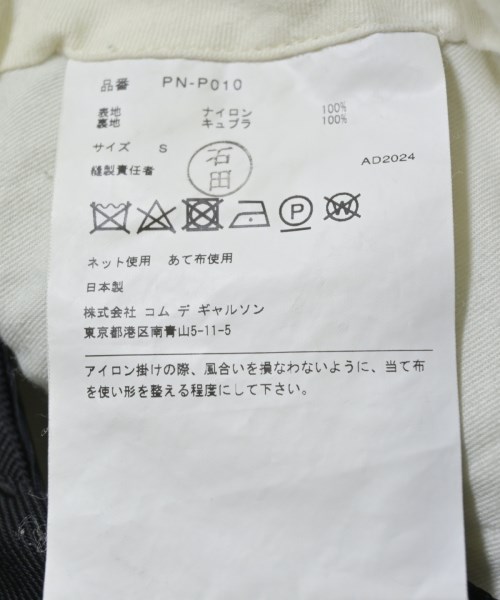 品番 PN-P010
表地 ナイロン 100%
裏地 キュプラ 100%
サイズ S
縫製責任者 石田
AD2024
P W
ネット使用 あて布使用
日本製
株式会社 コム デ ギャルソン
東京都港区南青山5-11-5
アイロン掛けの際、風合いを損なわないように、当て布
を使い形を整える程度にして下さい。